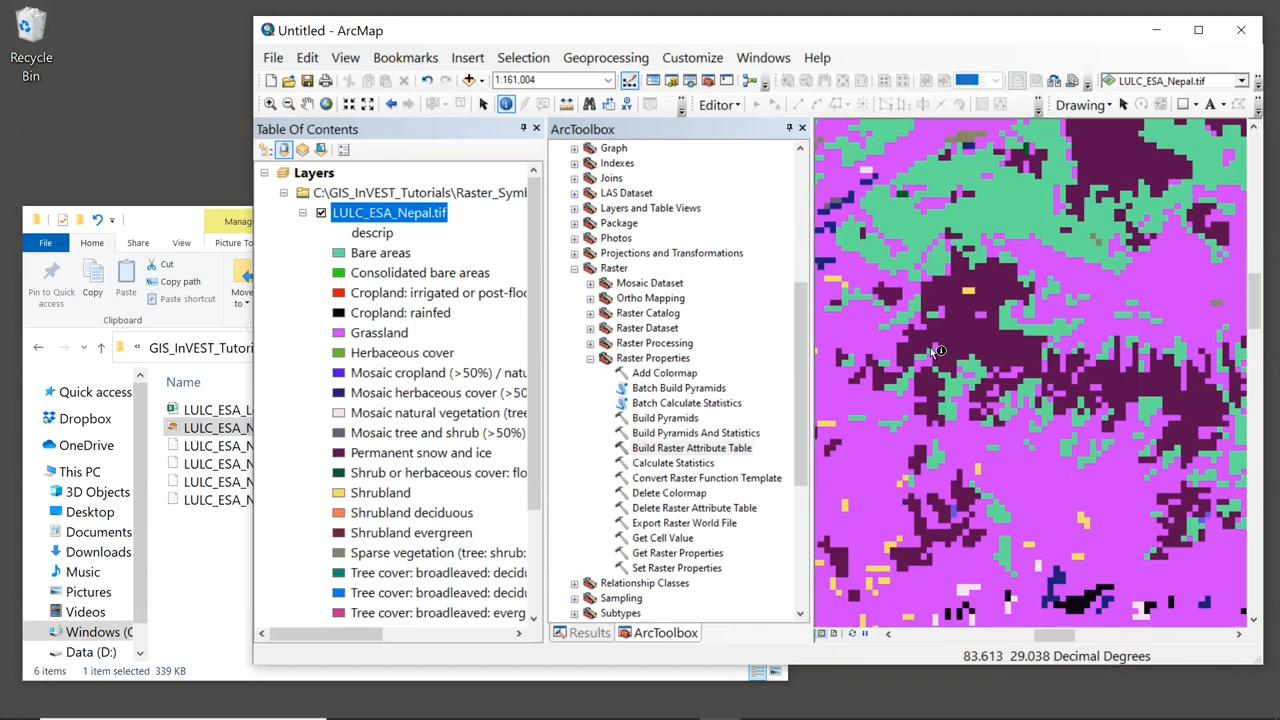 Recycle
Bin
Untitled - ArcMap
File Edit View Bookmarks Insert Selection Geoprocessing Customize Windows Help
1:161,004
LULC_ESA_Nepal.tif
Editor
Drawing
Table Of Contents
Layers
C:\GIS_InVEST_Tutorials\Raster_Symb
LULC_ESA_Nepal.tif
descrip
Bare areas
Consolidated bare areas
Cropland: irrigated or post-floo
Cropland: rainfed
Grassland
Herbaceous cover
Mosaic cropland (>50%) / natu
Mosaic herbaceous cover (>50
Mosaic natural vegetation (tree
Mosaic tree and shrub (>50%)
Permanent snow and ice
Shrub or herbaceous cover: flo
Shrubland
Shrubland deciduous
Shrubland evergreen
Sparse vegetation (tree: shrub:
Tree cover: broadleaved: decid
Tree cover: broadleaved: decid
Tree cover: broadleaved: everg
ArcToolbox
Graph
Indexes
Joins
LAS Dataset
Layers and Table Views
Package
Photos
Projections and Transformations
Raster
Mosaic Dataset
Ortho Mapping
Raster Catalog
Raster Dataset
Raster Processing
Raster Properties
Add Colormap
Batch Build Pyramids
Batch Calculate Statistics
Build Pyramids
Build Pyramids And Statistics
Build Raster Attribute Table
Calculate Statistics
Convert Raster Function Template
Delete Colormap
Delete Raster Attribute Table
Export Raster World File
Get Cell Value
Get Raster Properties
Set Raster Properties
Relationship Classes
Sampling
Subtypes
Results
ArcToolbox
83.613 29.038 Decimal Degrees
Manag
File Home Share View Picture To
Pin to Quick
access
Copy
Paste
Cut
Copy path
Paste shortcut
Move
to
Clipboard
« GIS_InVEST_Tutori
Quick access
Dropbox
OneDrive
This PC
3D Objects
Desktop
Documents
Downloads
Music
Pictures
Videos
Windows (C
Data (D:)
Name
LULC_ESA_L
LULC_ESA_N
LULC_ESA_N
LULC_ESA_N
LULC_ESA_N
LULC_ESA_N
6 items 1 item selected 339 KB